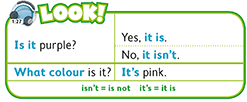 LOOK!
1·27
Is it purple?
Yes, it is.
No, it isn't.
What colour is it?
It's pink.
isn't = is not it's = it is